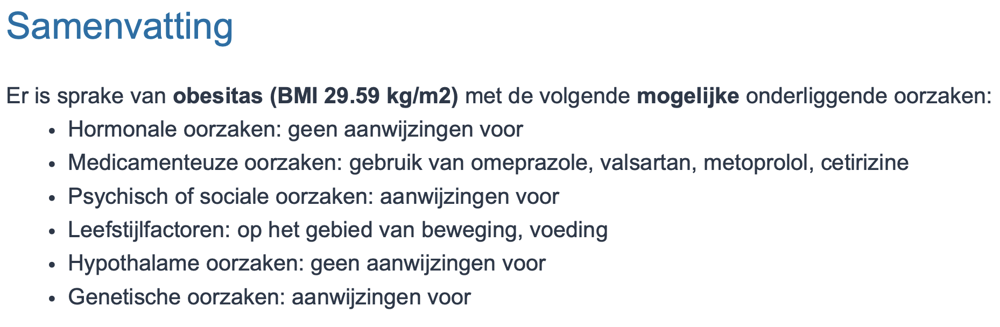 Samenvatting
Er is sprake van obesitas (BMI 29.59 kg/m2) met de volgende mogelijke onderliggende oorzaken:
• Hormonale oorzaken: geen aanwijzingen voor
• Medicamenteuze oorzaken: gebruik van omeprazole, valsartan, metoprolol, cetirizine
• Psychisch of sociale oorzaken: aanwijzingen voor
• Leefstijlfactoren: op het gebied van beweging, voeding
• Hypothalame oorzaken: geen aanwijzingen voor
• Genetische oorzaken: aanwijzingen voor